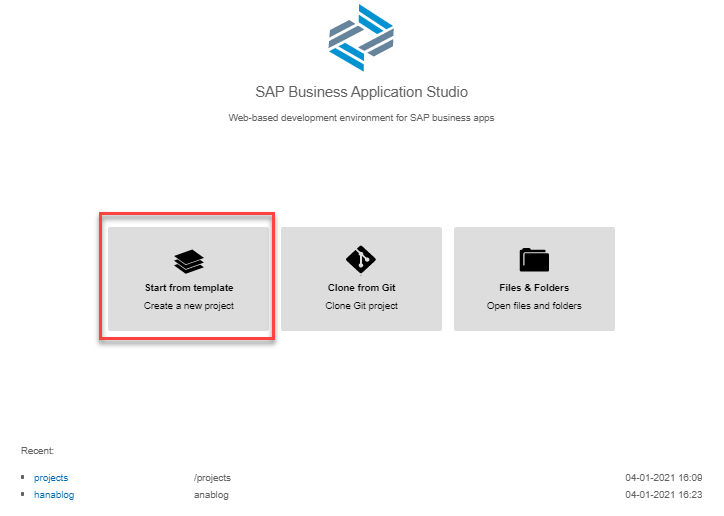 SAP Business Application Studio
Web-based development environment for SAP business apps
Start from template
Create a new project
Clone from Git
Clone Git project
Files & Folders
Open files and folders
Recent:
projects /projects 04-01-2021 16:09
hanablog anablog 04-01-2021 16:23